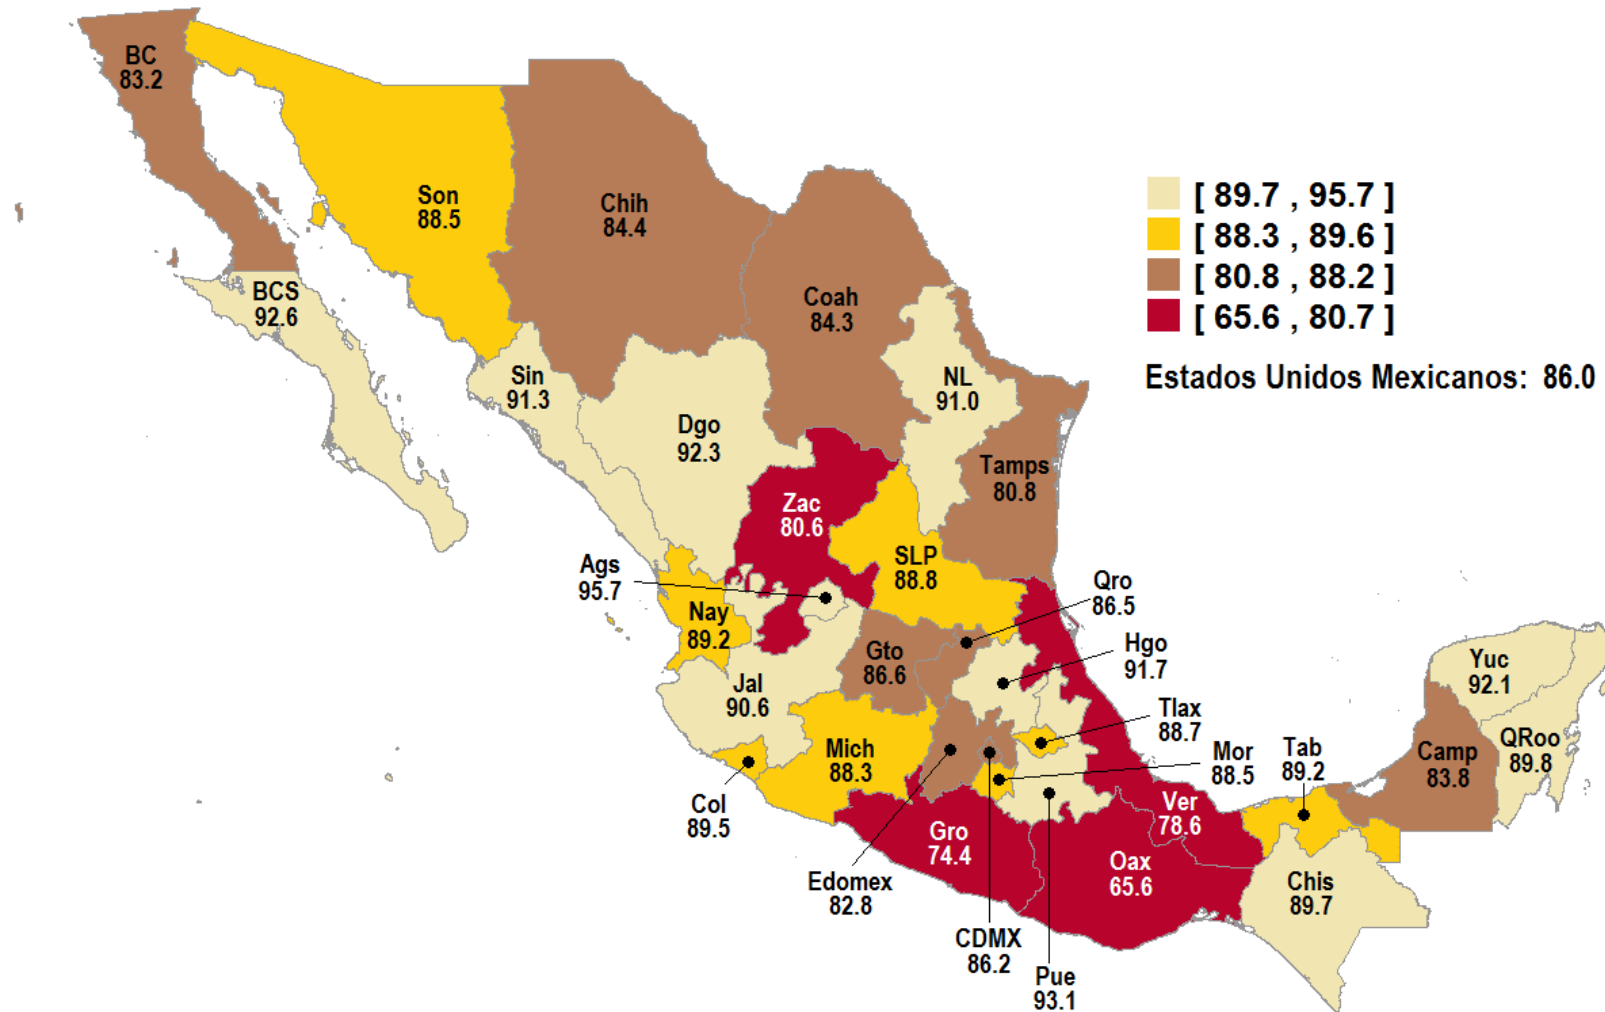 BC
83.2
Son
88.5
Chih
84.4
[ 89.7 , 95.7 ]
[ 88.3 , 89.6 ]
[ 80.8 , 88.2 ]
[ 65.6 , 80.7 ]
Estados Unidos Mexicanos: 86.0
BCS
92.6
Coah
84.3
Sin
91.3
NL
91.0
Dgo
92.3
Tamps
80.8
Zac
80.6
SLP
88.8
Ags
95.7
Qro
86.5
Nay
89.2
Hgo
91.7
Gto
86.6
Jal
90.6
Yuc
92.1
Tlax
88.7
Mich
88.3
Mor
88.5
Tab
89.2
Camp
83.8
QRoo
89.8
Col
89.5
Ver
78.6
Gro
74.4
Oax
65.6
Edomex
82.8
Chis
89.7
CDMX
86.2
Pue
93.1